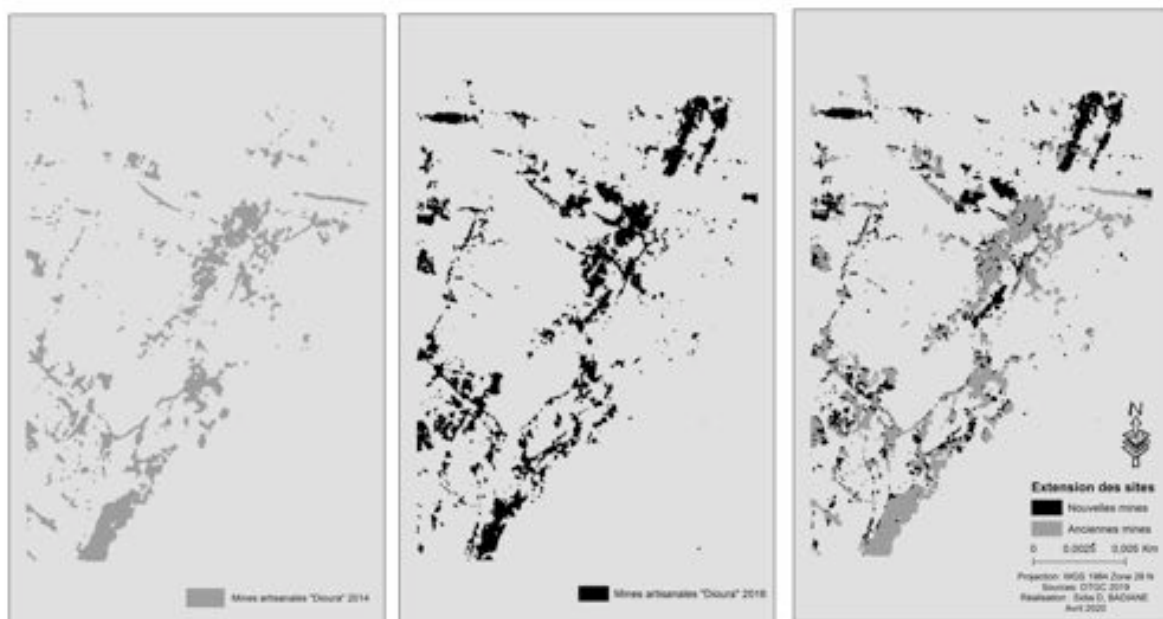 Mines artisanales "Dioura" 2014
Mines artisanales "Dioura" 2018
N
Extension des sites
Nouvelles mines
Anciennes mines
0 0.0025 0,005 Km
Projection: WGS 1984 Zone 28 N
Sources: DTGC 2019
Réalisation : Sidia D. BADIANE
Avril 2020